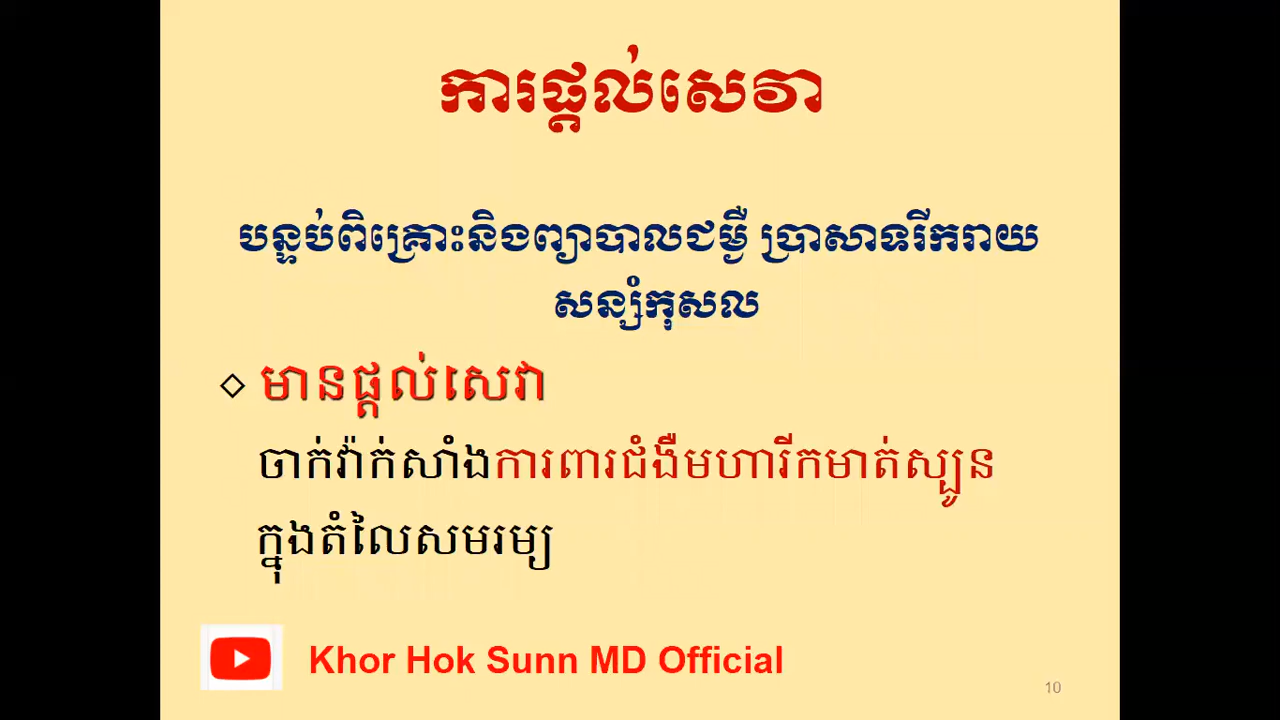 ការផ្តល់សេវា
បន្ទប់ពិគ្រោះនិងព្យាបាលជម្ងឺ ប្រាសាទរីករាយ
សន្សំកុសល
◇ មានផ្តល់សេវា
ចាក់វ៉ាក់សាំងការពារជំងឺមហារីកមាត់ស្បូន
ក្នុងតំលៃសមរម្យ
Khor Hok Sunn MD Official
10